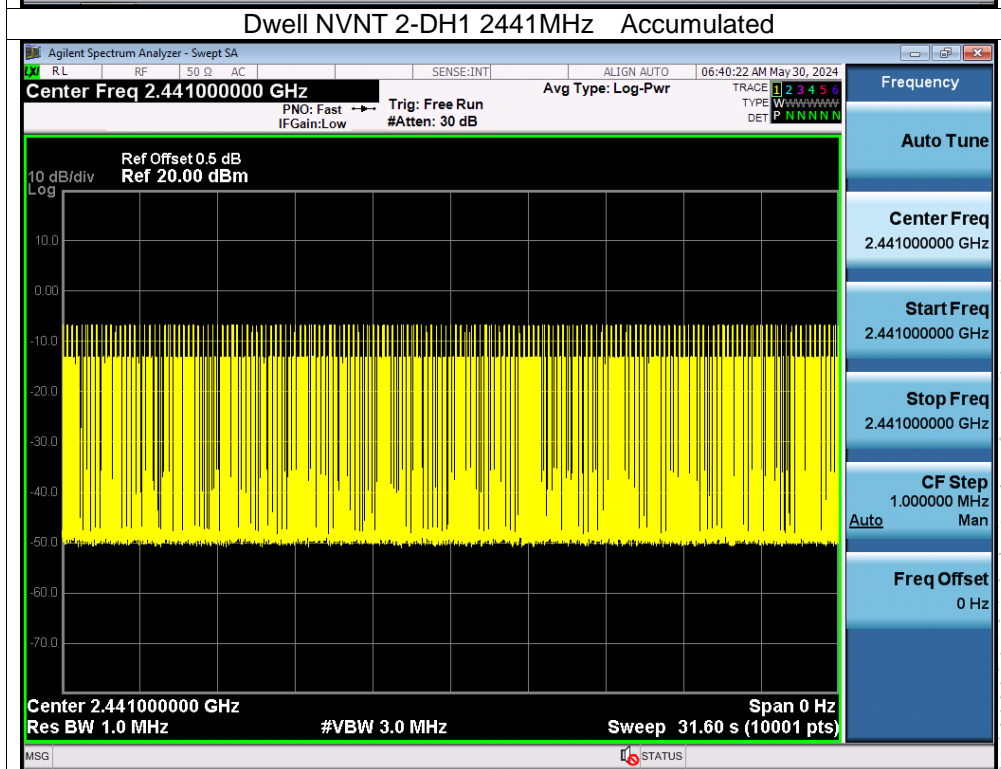 Dwell NVNT 2-DH1 2441MHz Accumulated
Agilent Spectrum Analyzer - Swept SA
LXI RL RF 50 Ω AC SENSE:INT ALIGN AUTO 06:40:22 AM May 30, 2024
Center Freq 2.441000000 GHz Avg Type: Log-Pwr TRACE 1 2 3 4 5 6
PNO: Fast Trig: Free Run TYPE WWWWWWW
IFGain:Low #Atten: 30 dB DET P N N N N N
Frequency
Ref Offset 0.5 dB
10 dB/div Ref 20.00 dBm
Log
10.0
0.00
-10.0
-20.0
-30.0
-40.0
-50.0
-60.0
-70.0
Center 2.441000000 GHz Span 0 Hz
Res BW 1.0 MHz #VBW 3.0 MHz Sweep 31.60 s (10001 pts)
Auto Tune
Center Freq
2.441000000 GHz
Start Freq
2.441000000 GHz
Stop Freq
2.441000000 GHz
CF Step
1.000000 MHz
Auto Man
Freq Offset
0 Hz
MSG STATUS